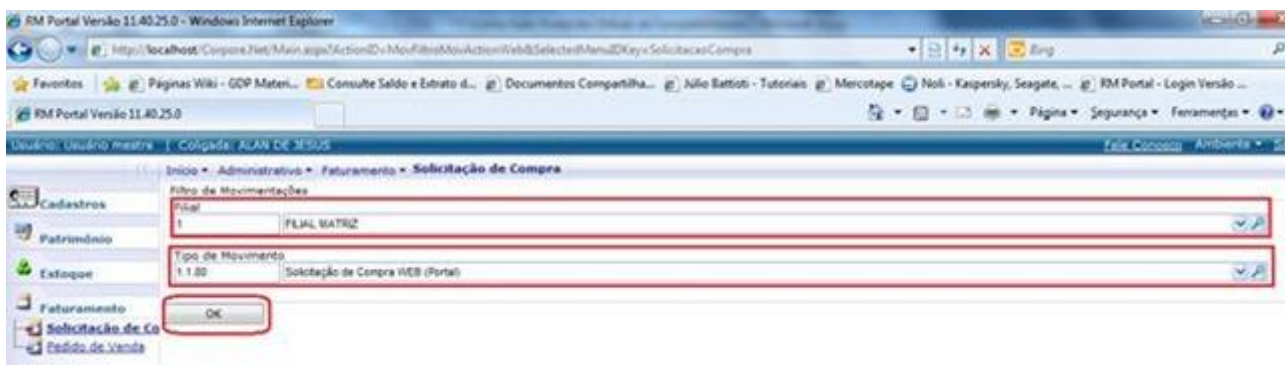 RM Portal Versão 11.40.25.0 - Windows Internet Explorer
http://localhost/Corpore.Net/Main.aspx?ActionID=MovFiltroMovActionWeb&SelectedMenuIDKey=SolicitacaoCompra
Bing
Favoritos Páginas Wiki - GDP Materi... Consulte Saldo e Extrato d... Documentos Compartilha... Júlio Battisti - Tutoriais Mercotape Noli - Kaspersky, Seagate, ... RM Portal - Login Versão ...
RM Portal Versão 11.40.25.0
Página Segurança Ferramentas
Usuário: Usuário mestre | Coligada: ALAN DE JESUS
Fale Conosco Ambiente
Início Administrativo Faturamento Solicitação de Compra
Filtro de Movimentações
Cadastros
Filial
1 FILIAL MATRIZ
Patrimônio
Tipo de Movimento
1.1.80 Solicitação de Compra WEB (Portal)
Estoque
Faturamento
OK
Solicitação de Co
Pedido de Venda